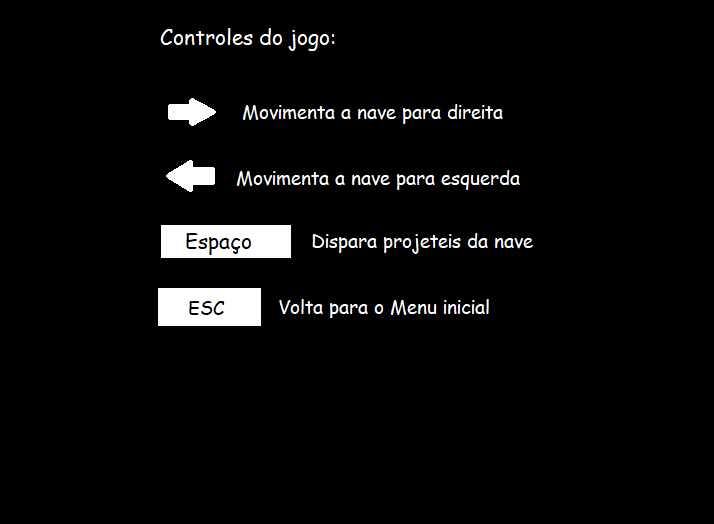 Controles do jogo:
Movimenta a nave para direita
Movimenta a nave para esquerda
Espaço Dispara projeteis da nave
ESC Volta para o Menu inicial